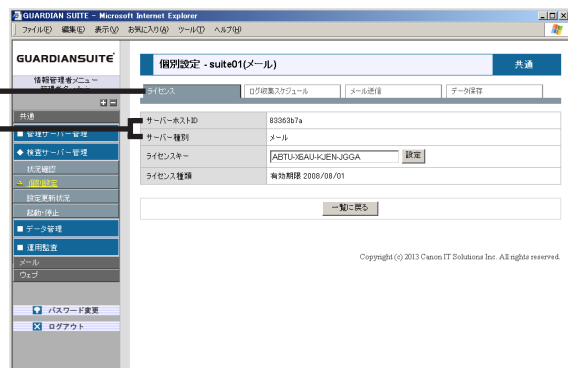 GUARDIAN SUITE - Microsoft Internet Explorer
ファイル(F) 編集(E) 表示(V) お気に入り(A) ツール(T) ヘルプ(H)
GUARDIANSUITE
情報管理者メニュー
個別設定 - suite01(メール)
共通
ライセンス
ログ収集スケジュール
メール送信
データ保存
共通
■ 管理サーバー管理
◆ 検査サーバー管理
状況確認
個別設定
設定更新状況
起動・停止
■ データ管理
■ 運用監査
メール
ウェブ
パスワード変更
ログアウト
サーバーホストID 83363b7a
サーバー種別 メール
ライセンスキー ABTU-X6AU-KJEN-JGGA 設定
ライセンス種類 有効期限 2008/08/01
一覧に戻る
Copyright (c) 2013 Canon IT Solutions Inc. All rights reserved.